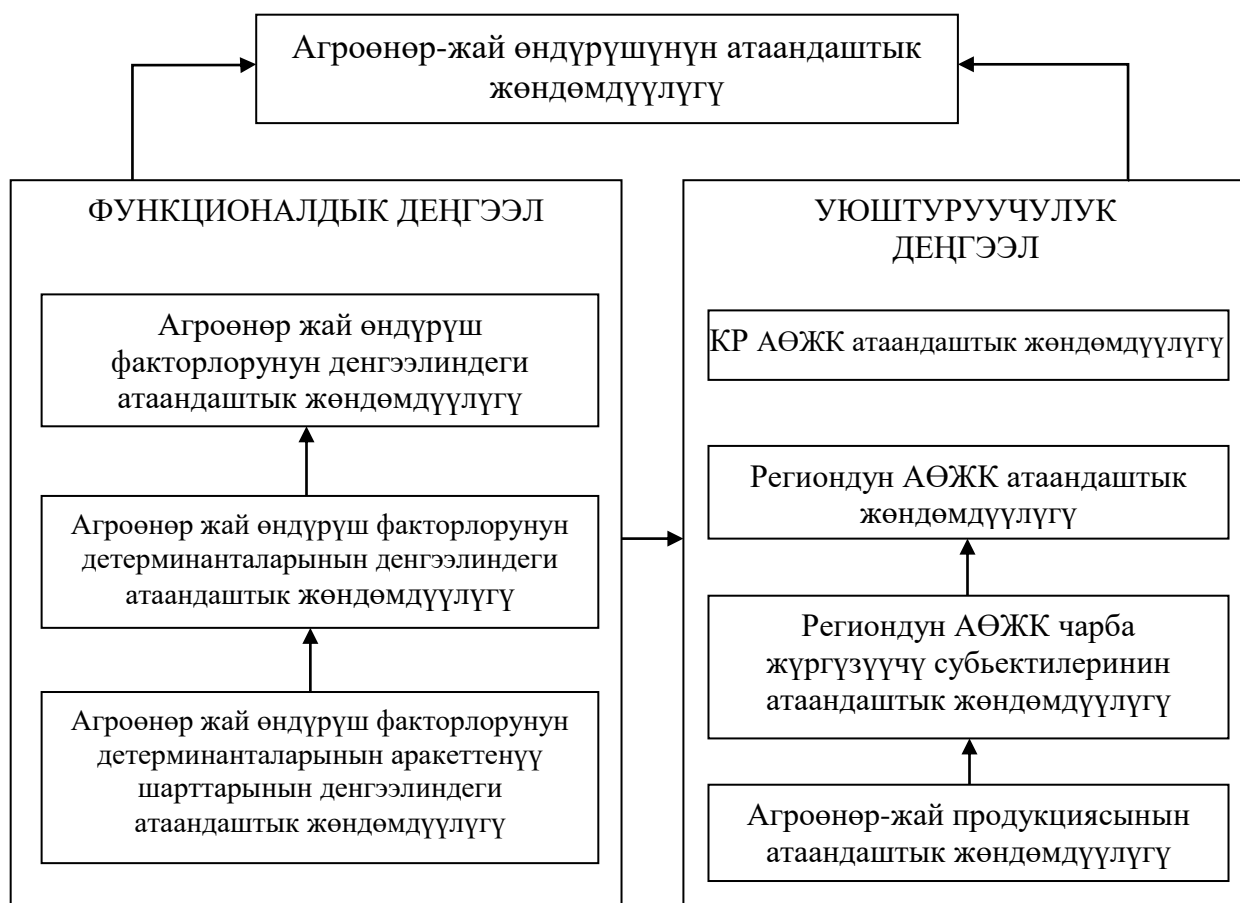 Агроөнөр-жай өндүрүшүнүн атаандаштык
жөндөмдүүлүгү
ФУНКЦИОНАЛДЫК ДЕҢГЭЭЛ
Агроөнөр жай өндүрүш
факторлорунун денгээлиндеги
атаандаштык жөндөмдүүлүгү
Агроөнөр жай өндүрүш факторлорунун
детерминанталарынын денгээлиндеги
атаандаштык жөндөмдүүлүгү
Агроөнөр жай өндүрүш факторлорунун
детерминанталарынын аракеттенүү
шарттарынын денгээлиндеги
атаандаштык жөндөмдүүлүгү
УЮШТУРУУЧУЛУК
ДЕҢГЭЭЛ
КР АӨЖК атаандаштык жөндөмдүүлүгү
Региондун АӨЖК атаандаштык
жөндөмдүүлүгү
Региондун АӨЖК чарба
жүргүзүүчү субьектилеринин
атаандаштык жөндөмдүүлүгү
Агроөнөр-жай продукциясынын
атаандаштык жөндөмдүүлүгү